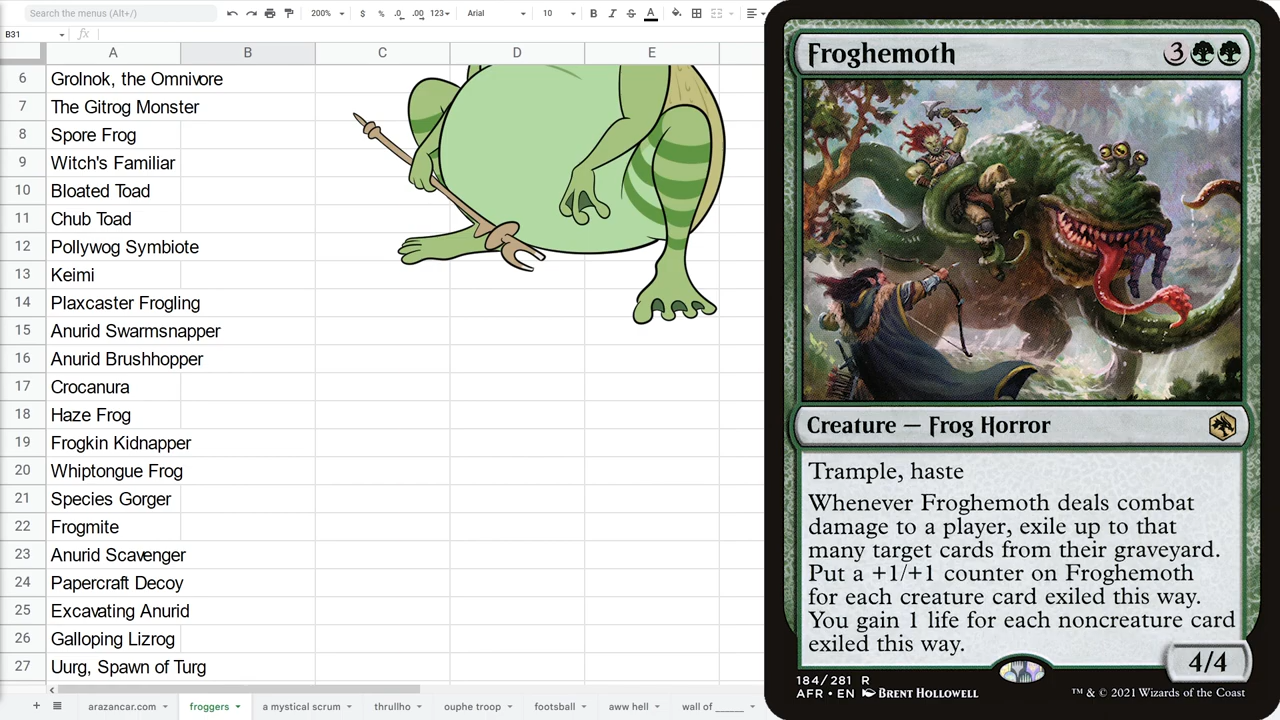 Search the menus (Alt+/)
200%
$ % .0 .00 123
Arial
10
B I S A
B31
fx
A B C D E
6 Grolnok, the Omnivore
7 The Gitrog Monster
8 Spore Frog
9 Witch's Familiar
10 Bloated Toad
11 Chub Toad
12 Pollywog Symbiote
13 Keimi
14 Plaxcaster Frogling
15 Anurid Swarmsnapper
16 Anurid Brushhopper
17 Crocanura
18 Haze Frog
19 Frogkin Kidnapper
20 Whiptongue Frog
21 Species Gorger
22 Frogmite
23 Anurid Scavenger
24 Papercraft Decoy
25 Excavating Anurid
26 Galloping Lizrog
27 Uurg, Spawn of Turg
arazancar.com froggers a mystical scrum thrullho ouphe troop footsball aww hell wall of ______
Froghemoth 3
Creature — Frog Horror
Trample, haste
Whenever Froghemoth deals combat
damage to a player, exile up to that
many target cards from their graveyard.
Put a +1/+1 counter on Froghemoth
for each creature card exiled this way.
You gain 1 life for each noncreature card
exiled this way.
4/4
184/281 R
AFR • EN Brent Hollowell
™ & © 2021 Wizards of the Coast